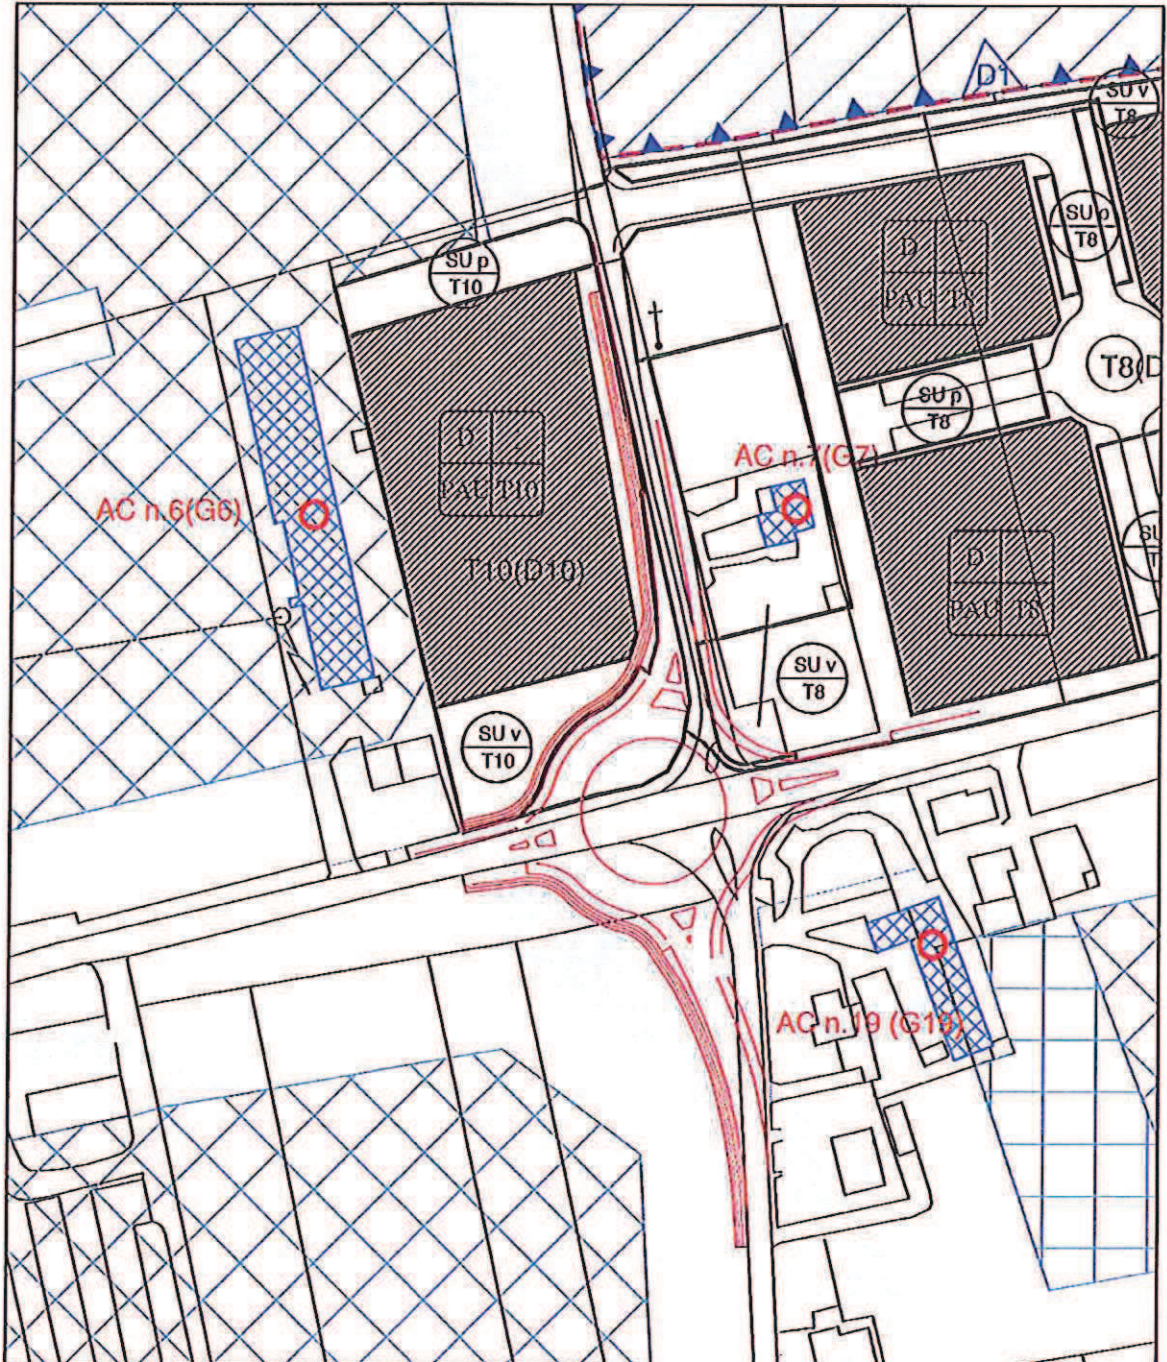 D1
SU v
T8
SU p
T10
SU p
T8
D
PAU T8
T8(D
SU p
T8
AC n.7(G7)
D
PAU T10
AC n.6(G6)
T10(D10)
SU
D
PAU T8
SU v
T8
SU v
T10
AC n.19 (G19)